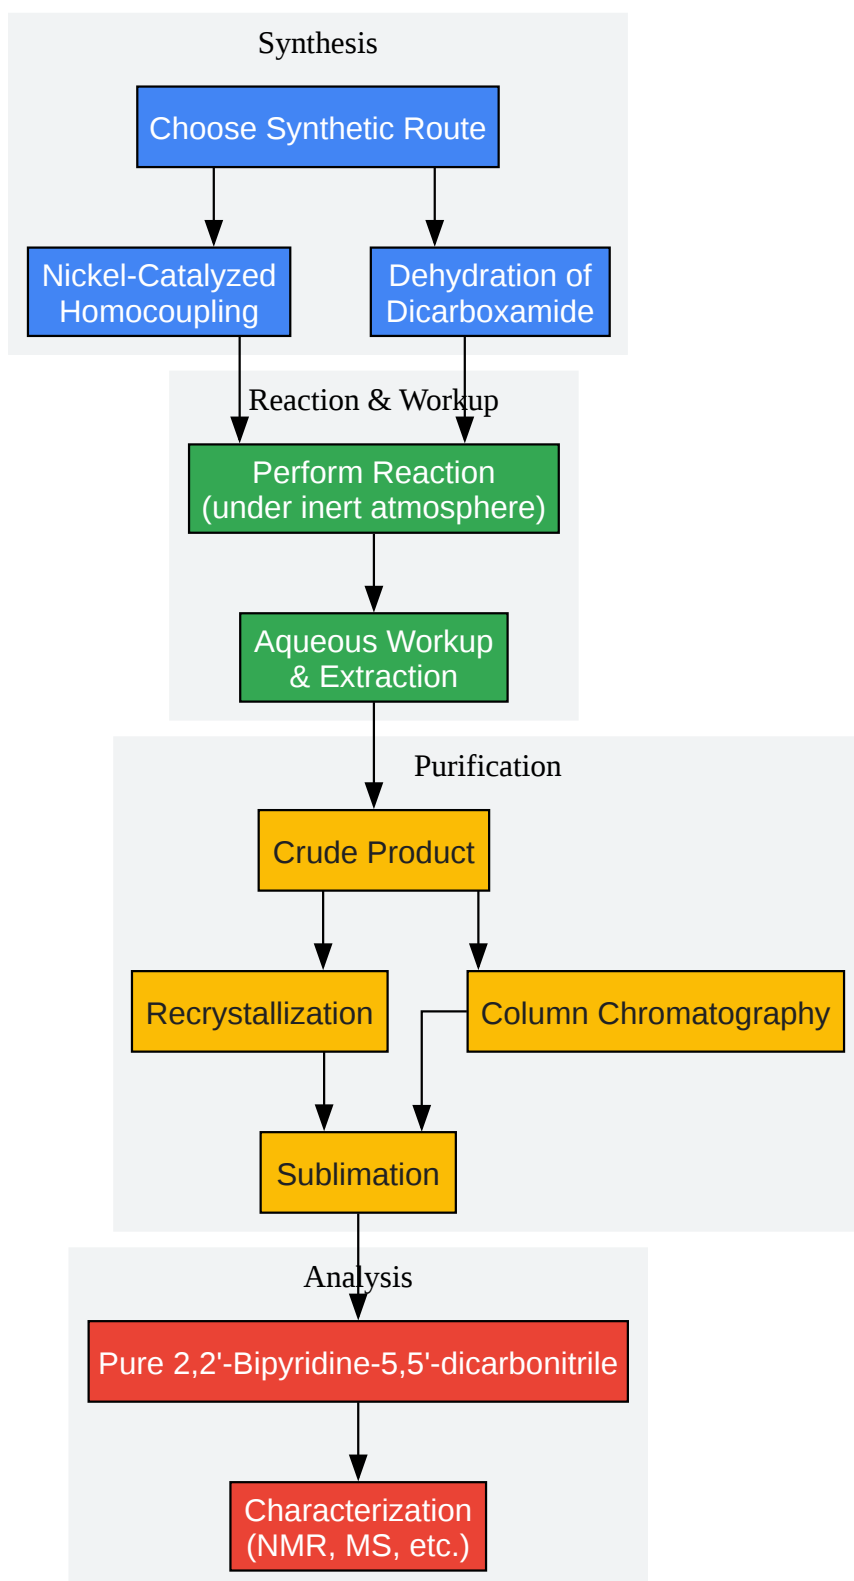 Synthesis
Choose Synthetic Route
Nickel-Catalyzed
Homocoupling
Dehydration of
Dicarboxamide
Reaction & Workup
Perform Reaction
(under inert atmosphere)
Aqueous Workup
& Extraction
Purification
Crude Product
Recrystallization
Column Chromatography
Sublimation
Analysis
Pure 2,2'-Bipyridine-5,5'-dicarbonitrile
Characterization
(NMR, MS, etc.)